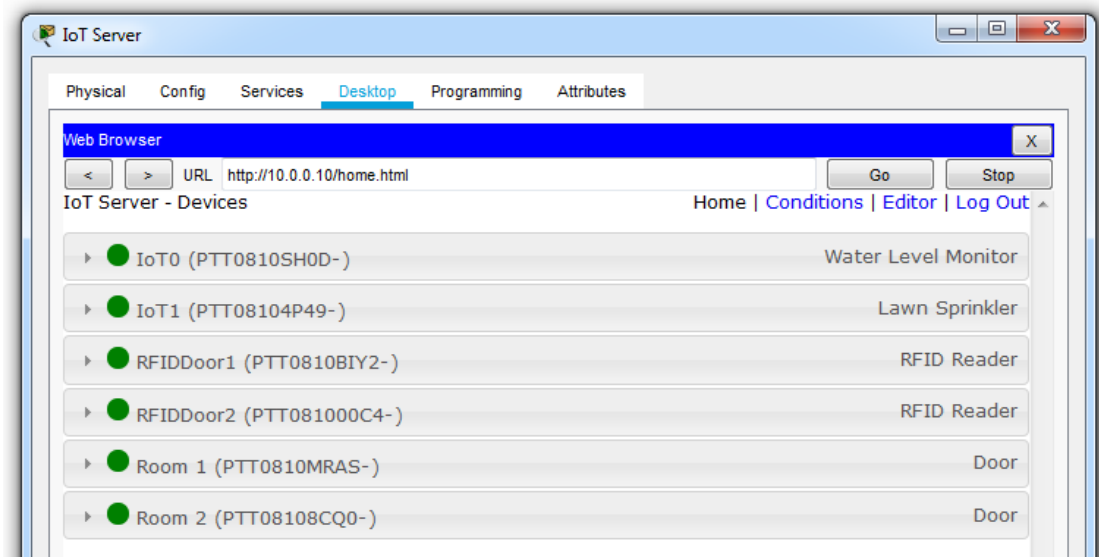 IoT Server
Physical Config Services Desktop Programming Attributes
Web Browser X
< > URL http://10.0.0.10/home.html Go Stop
IoT Server - Devices Home | Conditions | Editor | Log Out
IoT0 (PTT0810SH0D-) Water Level Monitor
IoT1 (PTT08104P49-) Lawn Sprinkler
RFIDDoor1 (PTT0810BIY2-) RFID Reader
RFIDDoor2 (PTT081000C4-) RFID Reader
Room 1 (PTT0810MRAS-) Door
Room 2 (PTT08108CQ0-) Door